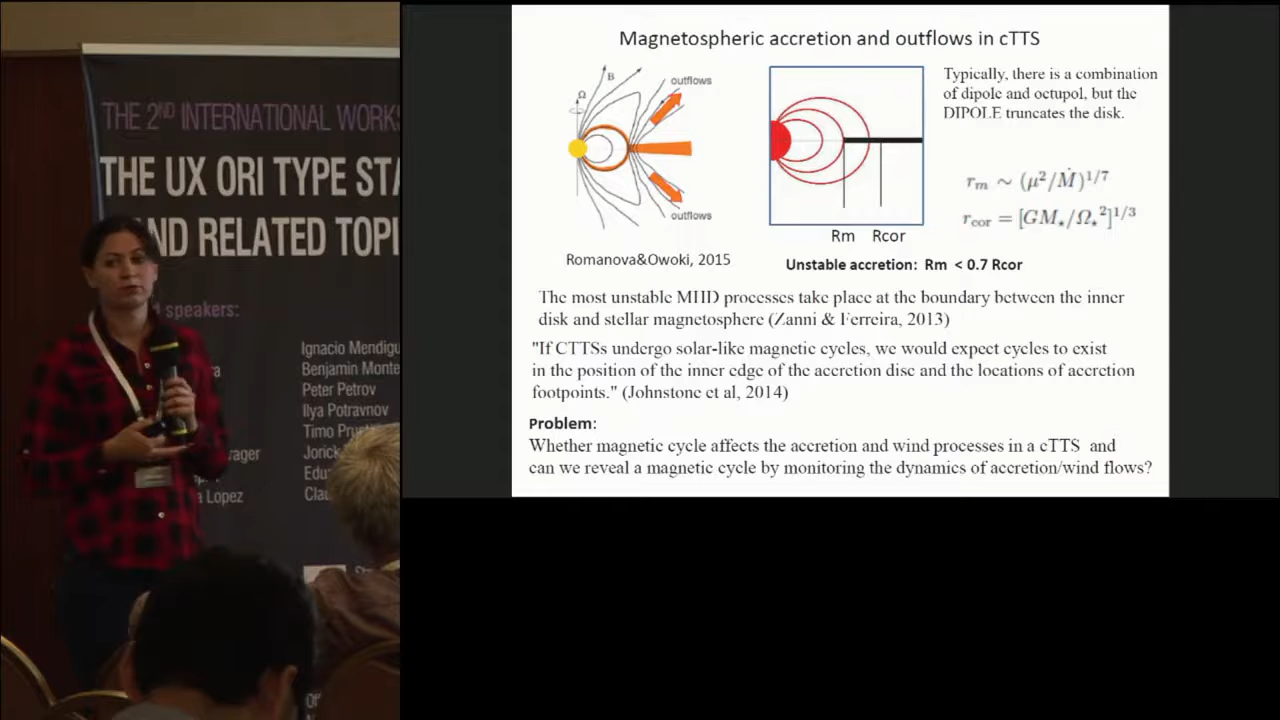 THE 2ND INTERNATIONAL WORKS
THE UX ORI TYPE STA
ND RELATED TOPI
speakers:
Ignacio Mendig
Benjamin Monte
Peter Petrov
Ilya Potravnov
Timo Prus
Jorick
Edu
Clau
ager
a Lopez
Magnetospheric accretion and outflows in cTTS
B
Ω
outflows
outflows
Romanova&Owoki, 2015
Rm Rcor
Unstable accretion: Rm < 0.7 Rcor
Typically, there is a combination
of dipole and octupol, but the
DIPOLE truncates the disk.
rₘ ∼ (μ²/Ṁ)^1/7
r_cor = [GM⋆/Ω⋆²]^1/3
The most unstable MHD processes take place at the boundary between the inner
disk and stellar magnetosphere (Zanni & Ferreira, 2013)
"If CTTSs undergo solar-like magnetic cycles, we would expect cycles to exist
in the position of the inner edge of the accretion disc and the locations of accretion
footpoints." (Johnstone et al, 2014)
Problem:
Whether magnetic cycle affects the accretion and wind processes in a cTTS and
can we reveal a magnetic cycle by monitoring the dynamics of accretion/wind flows?